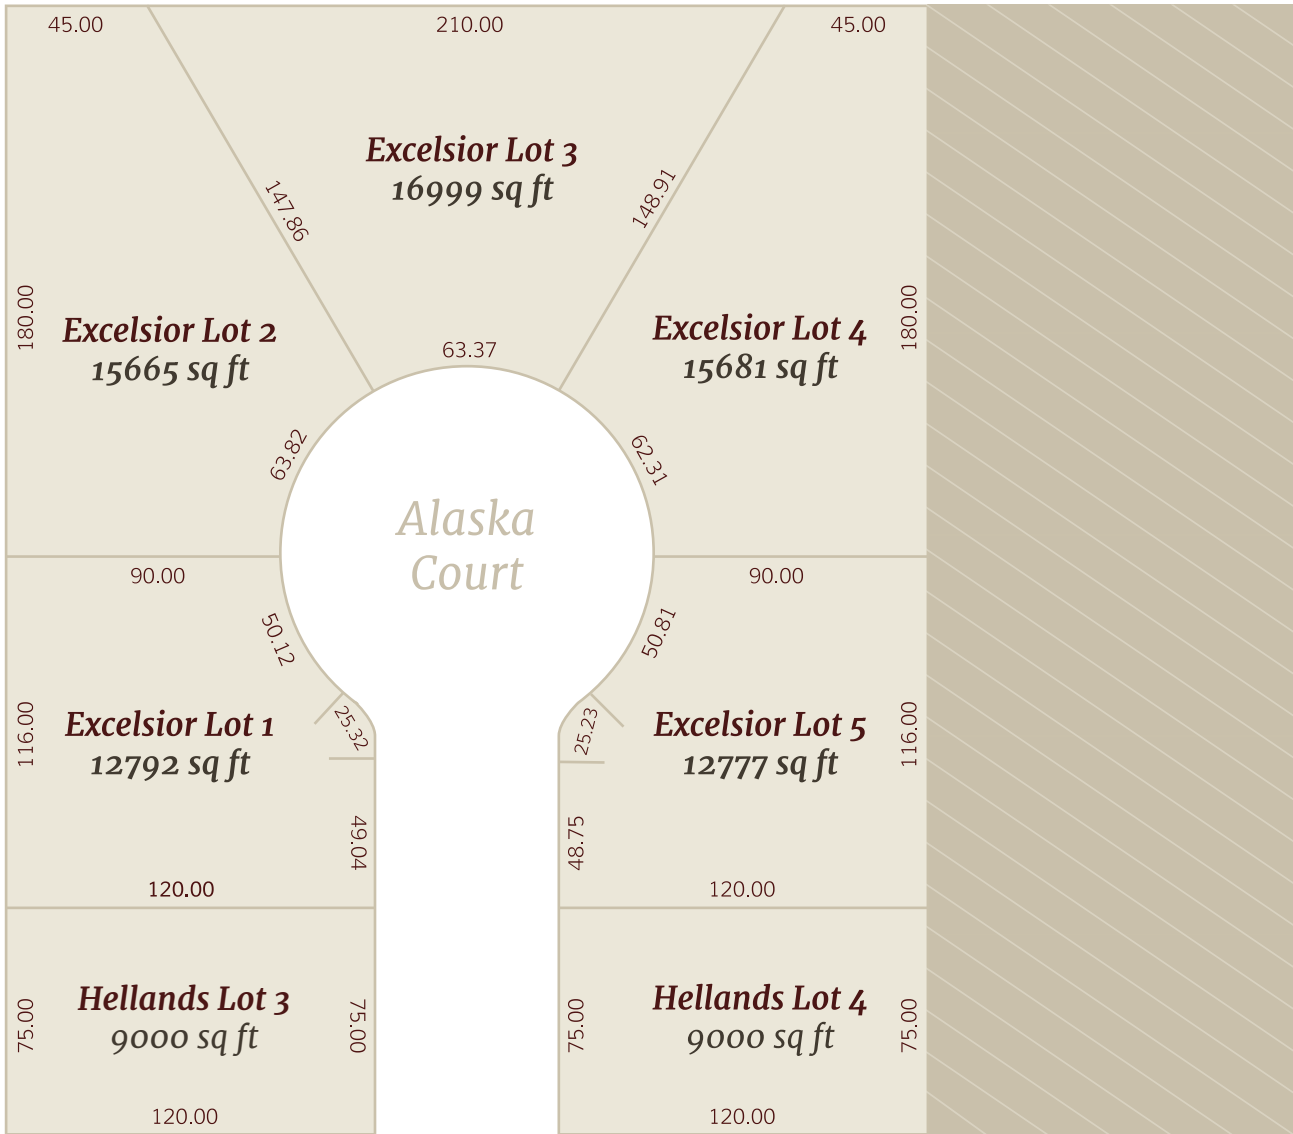 45.00
210.00
45.00
Excelsior Lot 3
16999 sq ft
147.86
148.91
180.00
Excelsior Lot 2
15665 sq ft
63.37
Excelsior Lot 4
15681 sq ft
180.00
63.82
62.31
Alaska
Court
90.00
90.00
50.12
50.81
116.00
Excelsior Lot 1
12792 sq ft
25.32
25.23
Excelsior Lot 5
12777 sq ft
116.00
49.04
48.75
120.00
120.00
75.00
Hellands Lot 3
9000 sq ft
75.00
75.00
Hellands Lot 4
9000 sq ft
75.00
120.00
120.00